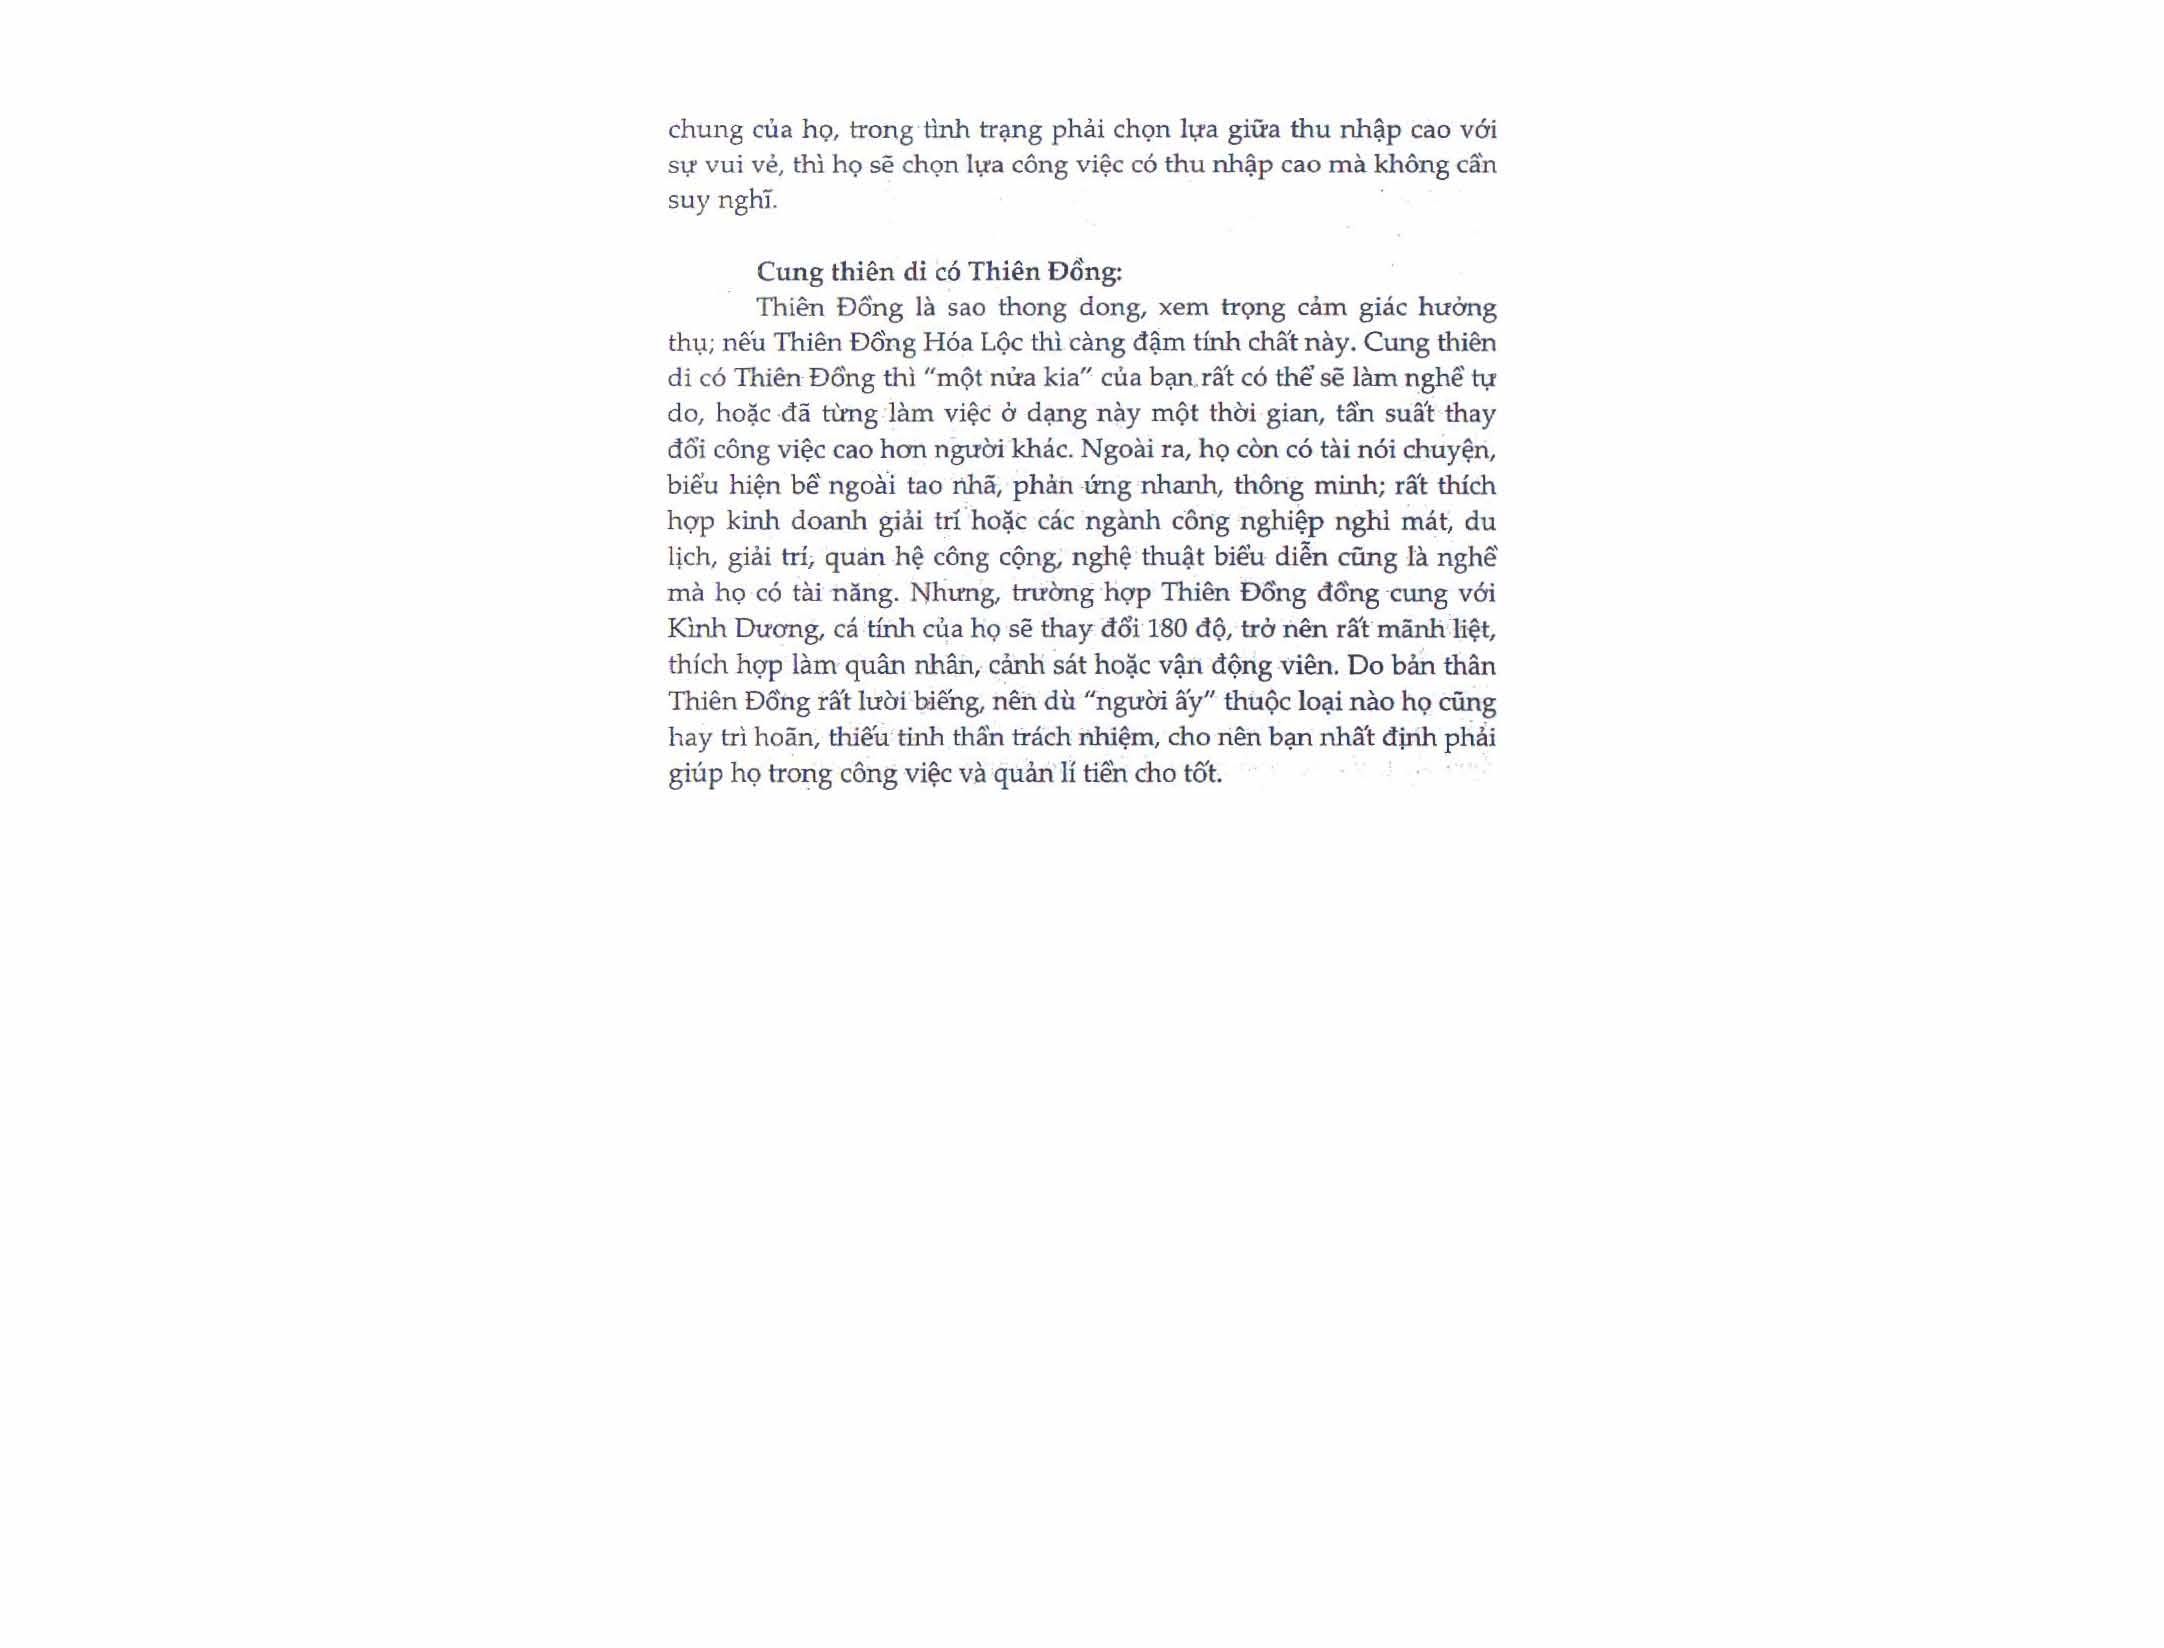 chung của họ, trong tình trạng phải chọn lựa giữa thu nhập cao với
sự vui vẻ, thì họ sẽ chọn lựa công việc có thu nhập cao mà không cần
suy nghĩ.
Cung thiên di có Thiên Đồng:
Thiên Đồng là sao thong dong, xem trọng cảm giác hưởng
thụ; nếu Thiên Đồng Hóa Lộc thì càng đậm tính chất này. Cung thiên
di có Thiên Đồng thì "một nửa kia" của bạn rất có thể sẽ làm nghề tự
do, hoặc đã từng làm việc ở dạng này một thời gian, tần suất thay
đổi công việc cao hơn người khác. Ngoài ra, họ còn có tài nói chuyện,
biểu hiện bề ngoài tao nhã, phản ứng nhanh, thông minh; rất thích
hợp kinh doanh giải trí hoặc các ngành công nghiệp nghỉ mát, du
lịch, giải trí, quan hệ công cộng, nghệ thuật biểu diễn cũng là nghề
mà họ có tài năng. Nhưng, trường hợp Thiên Đồng đồng cung với
Kình Dương, cá tính của họ sẽ thay đổi 180 độ, trở nên rất mãnh liệt,
thích hợp làm quân nhân, cảnh sát hoặc vận động viên. Do bản thân
Thiên Đồng rất lười biếng, nên dù "người ấy" thuộc loại nào họ cũng
hay trì hoãn, thiếu tinh thần trách nhiệm, cho nên bạn nhất định phải
giúp họ trong công việc và quản lí tiền cho tốt.